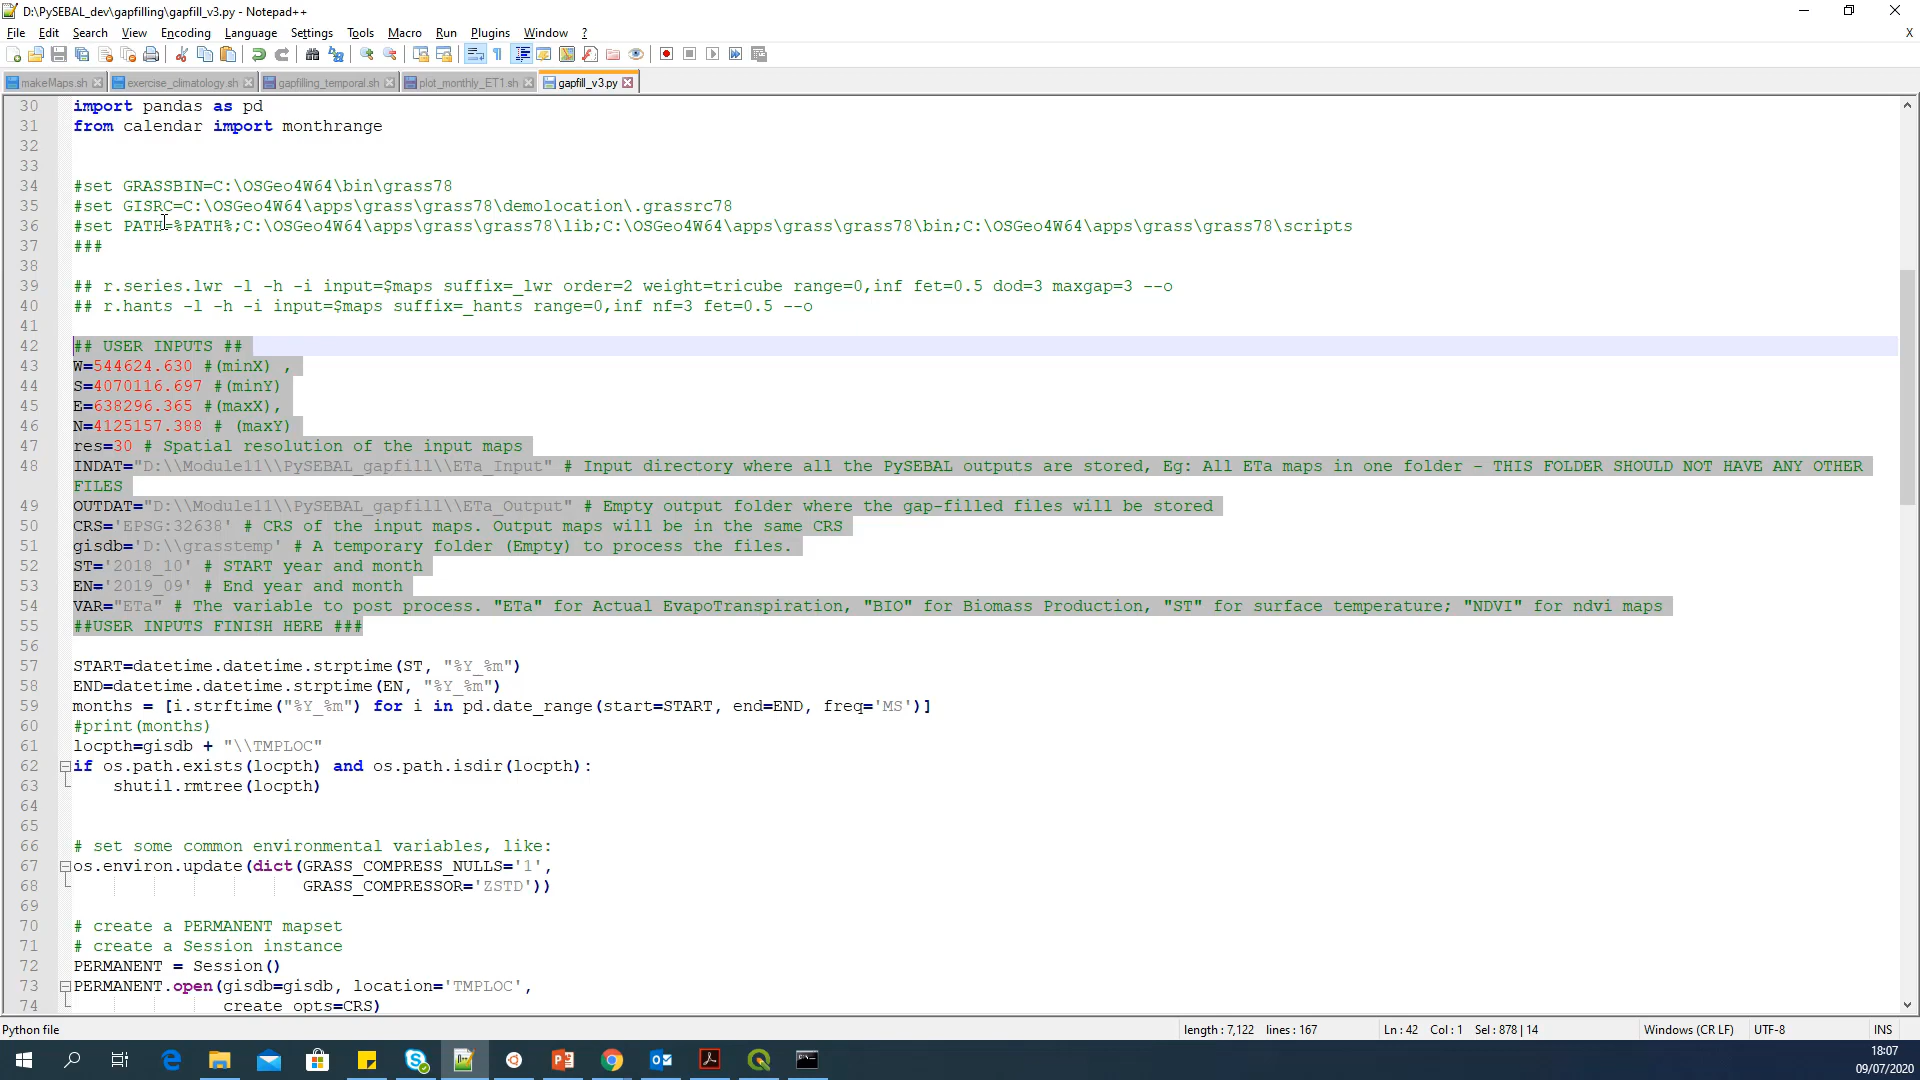 D:\PySEBAL_dev\gapfilling\gapfill_v3.py - Notepad++
File Edit Search View Encoding Language Settings Tools Macro Run Plugins Window ? X
makeMaps.sh exercise_climatology.sh gapfilling_temporal.sh plot_monthly_ET1.sh gapfill_v3.py
30 import pandas as pd
31 from calendar import monthrange
32
33
34 #set GRASSBIN=C:\OSGeo4W64\bin\grass78
35 #set GISRC=C:\OSGeo4W64\apps\grass\grass78\demolocation\.grassrc78
36 #set PATH=%PATH%;C:\OSGeo4W64\apps\grass\grass78\lib;C:\OSGeo4W64\apps\grass\grass78\bin;C:\OSGeo4W64\apps\grass\grass78\scripts
37 ###
38
39 ## r.series.lwr -l -h -i input=$maps suffix=_lwr order=2 weight=tricube range=0,inf fet=0.5 dod=3 maxgap=3 --o
40 ## r.hants -l -h -i input=$maps suffix=_hants range=0,inf nf=3 fet=0.5 --o
41
42 ## USER INPUTS ##
43 W=544624.630 #(minX) ,
44 S=4070116.697 #(minY)
45 E=638296.365 #(maxX),
46 N=4125157.388 # (maxY)
47 res=30 # Spatial resolution of the input maps
48 INDAT="D:\\Module11\\PySEBAL_gapfill\\ETa_Input" # Input directory where all the PySEBAL outputs are stored, Eg: All ETa maps in one folder - THIS FOLDER SHOULD NOT HAVE ANY OTHER
FILES
49 OUTDAT="D:\\Module11\\PySEBAL_gapfill\\ETa_Output" # Empty output folder where the gap-filled files will be stored
50 CRS='EPSG:32638' # CRS of the input maps. Output maps will be in the same CRS
51 gisdb='D:\\grasstemp' # A temporary folder (Empty) to process the files.
52 ST='2018_10' # START year and month
53 EN='2019_09' # End year and month
54 VAR="ETa" # The variable to post process. "ETa" for Actual EvapoTranspiration, "BIO" for Biomass Production, "ST" for surface temperature; "NDVI" for ndvi maps
55 ##USER INPUTS FINISH HERE ###
56
57 START=datetime.datetime.strptime(ST, "%Y_%m")
58 END=datetime.datetime.strptime(EN, "%Y_%m")
59 months = [i.strftime("%Y_%m") for i in pd.date_range(start=START, end=END, freq='MS')]
60 #print(months)
61 locpth=gisdb + "\\TMPLOC"
62 if os.path.exists(locpth) and os.path.isdir(locpth):
63 shutil.rmtree(locpth)
64
65
66 # set some common environmental variables, like:
67 os.environ.update(dict(GRASS_COMPRESS_NULLS='1',
68 GRASS_COMPRESSOR='ZSTD'))
69
70 # create a PERMANENT mapset
71 # create a Session instance
72 PERMANENT = Session()
73 PERMANENT.open(gisdb=gisdb, location='TMPLOC',
74 create_opts=CRS)
Python file length : 7,122 lines : 167 Ln : 42 Col : 1 Sel : 878 | 14 Windows (CR LF) UTF-8 INS
18:07
09/07/2020